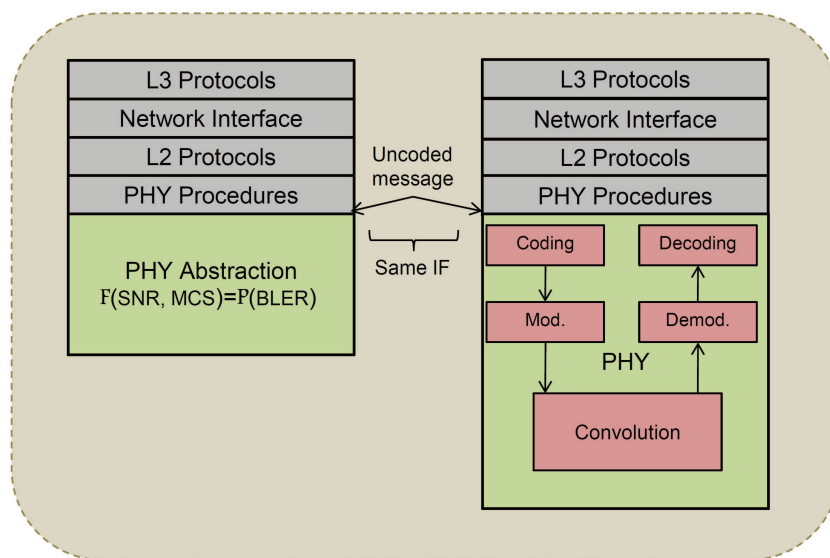 L3 Protocols
Network Interface
L2 Protocols
PHY Procedures
PHY Abstraction
F(SNR, MCS)=P(BLER)
Uncoded
message
Same IF
L3 Protocols
Network Interface
L2 Protocols
PHY Procedures
Coding
Decoding
Mod.
Demod.
PHY
Convolution